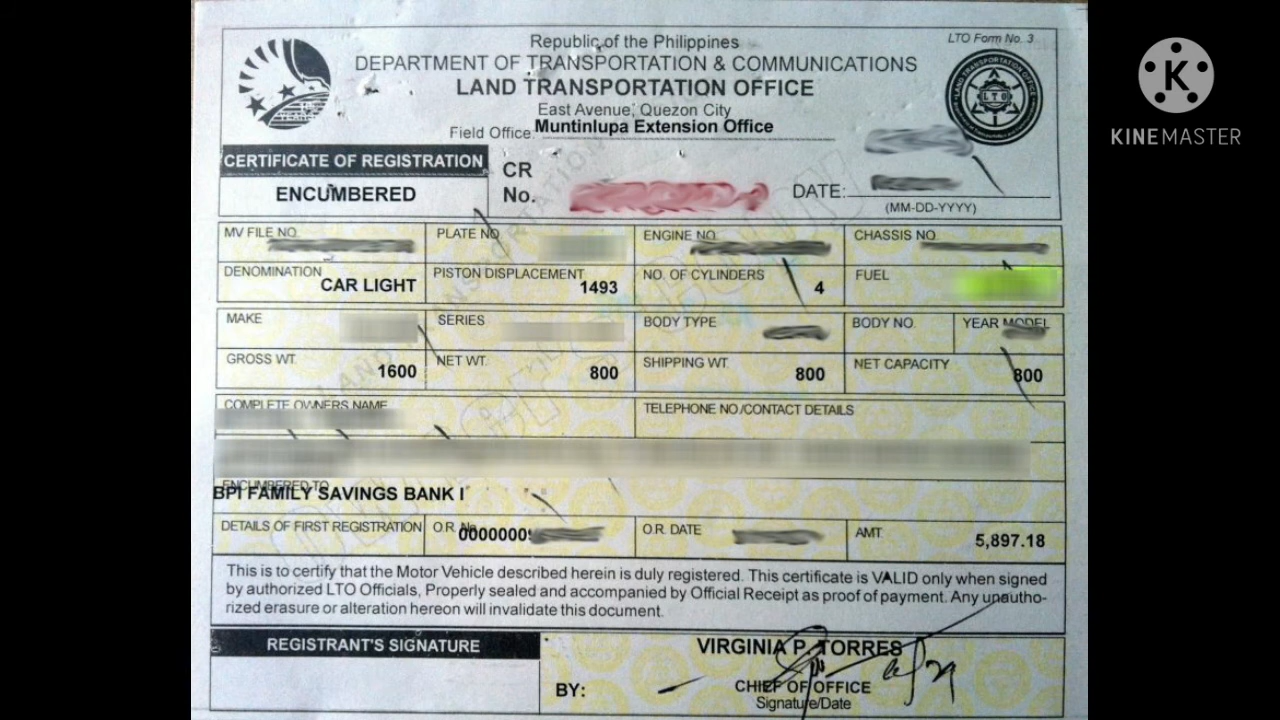 Republic of the Philippines
LTO Form No. 3
DEPARTMENT OF TRANSPORTATION & COMMUNICATIONS
LAND TRANSPORTATION OFFICE
East Avenue, Quezon City
Field Office: Muntinlupa Extension Office
LAND TRANSPORTATION OFFICE
LTO
KINEMASTER
CERTIFICATE OF REGISTRATION
ENCUMBERED
CR
No.
DATE:
(MM-DD-YYYY)
MV FILE NO. PLATE NO ENGINE NO. CHASSIS NO.
DENOMINATION PISTON DISPLACEMENT NO. OF CYLINDERS FUEL
CAR LIGHT 1493 4
MAKE SERIES BODY TYPE BODY NO. YEAR MODEL
GROSS WT. NET WT. SHIPPING WT. NET CAPACITY
1600 800 800 800
COMPLETE OWNERS NAME TELEPHONE NO/CONTACT DETAILS
ENCUMBERED TO
BPI FAMILY SAVINGS BANK I
DETAILS OF FIRST REGISTRATION O.R. No. O.R. DATE AMT.
0000000 5,897.18
This is to certify that the Motor Vehicle described herein is duly registered. This certificate is VALID only when signed
by authorized LTO Officials, Properly sealed and accompanied by Official Receipt as proof of payment. Any unautho-
rized erasure or alteration hereon will invalidate this document.
REGISTRANT'S SIGNATURE
VIRGINIA P. TORRES
BY:
CHIEF OF OFFICE
Signature/Date